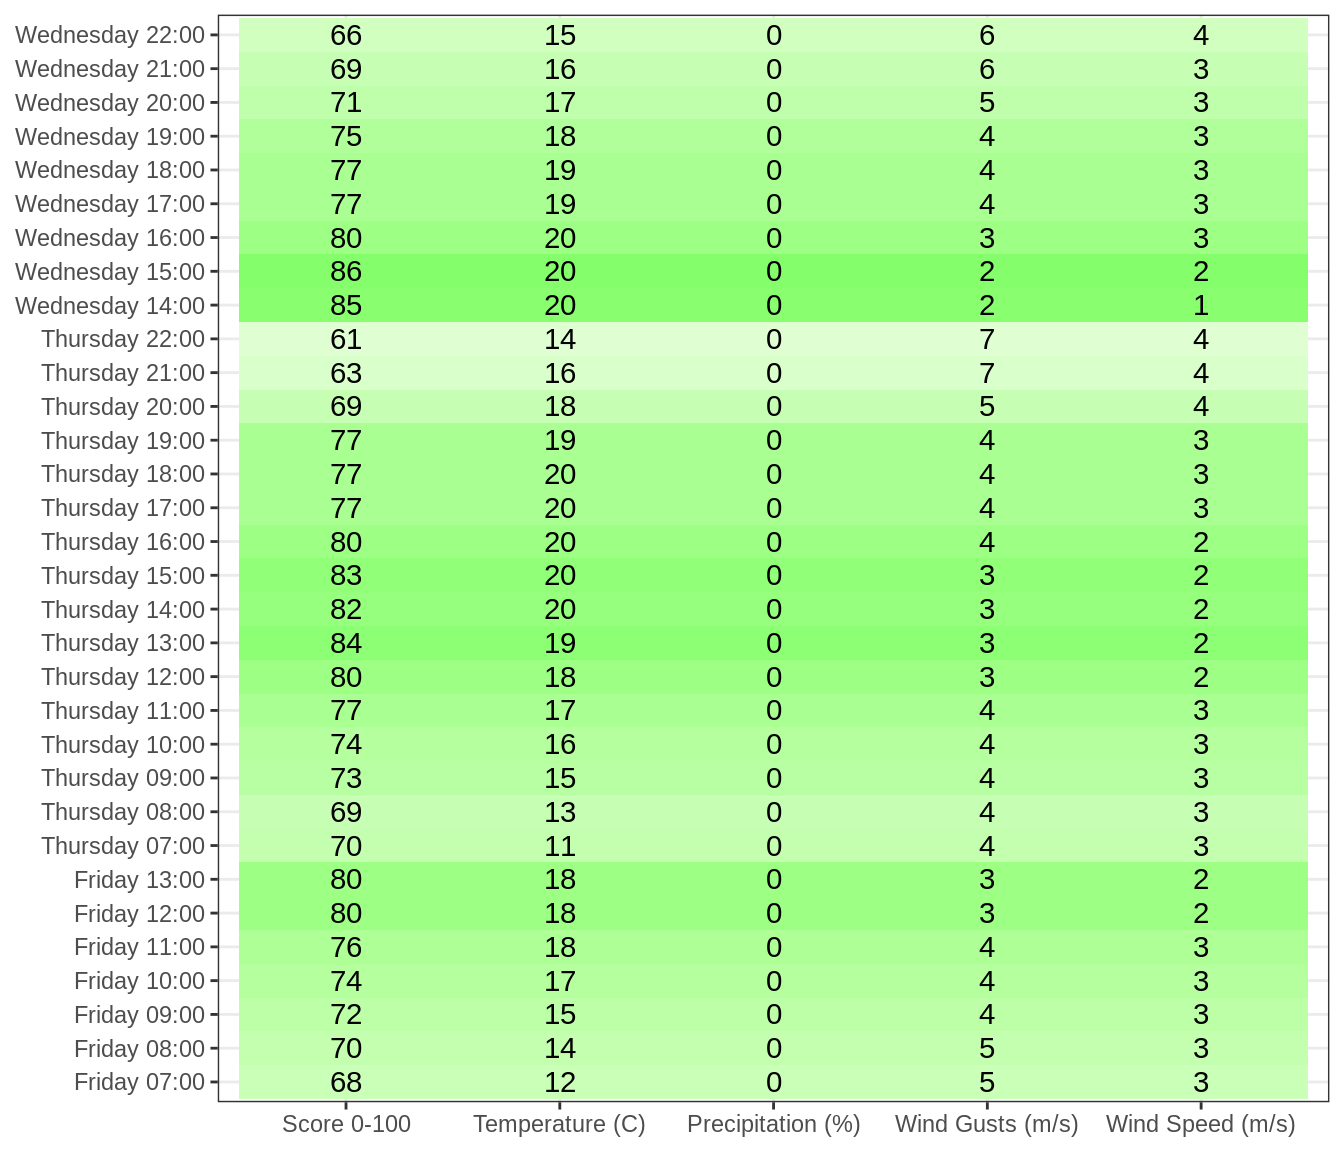 Wednesday 22:00 66 15 0 6 4
Wednesday 21:00 69 16 0 6 3
Wednesday 20:00 71 17 0 5 3
Wednesday 19:00 75 18 0 4 3
Wednesday 18:00 77 19 0 4 3
Wednesday 17:00 77 19 0 4 3
Wednesday 16:00 80 20 0 3 3
Wednesday 15:00 86 20 0 2 2
Wednesday 14:00 85 20 0 2 1
Thursday 22:00 61 14 0 7 4
Thursday 21:00 63 16 0 7 4
Thursday 20:00 69 18 0 5 4
Thursday 19:00 77 19 0 4 3
Thursday 18:00 77 20 0 4 3
Thursday 17:00 77 20 0 4 3
Thursday 16:00 80 20 0 4 2
Thursday 15:00 83 20 0 3 2
Thursday 14:00 82 20 0 3 2
Thursday 13:00 84 19 0 3 2
Thursday 12:00 80 18 0 3 2
Thursday 11:00 77 17 0 4 3
Thursday 10:00 74 16 0 4 3
Thursday 09:00 73 15 0 4 3
Thursday 08:00 69 13 0 4 3
Thursday 07:00 70 11 0 4 3
Friday 13:00 80 18 0 3 2
Friday 12:00 80 18 0 3 2
Friday 11:00 76 18 0 4 3
Friday 10:00 74 17 0 4 3
Friday 09:00 72 15 0 4 3
Friday 08:00 70 14 0 5 3
Friday 07:00 68 12 0 5 3
Score 0-100 Temperature (C) Precipitation (%) Wind Gusts (m/s) Wind Speed (m/s)